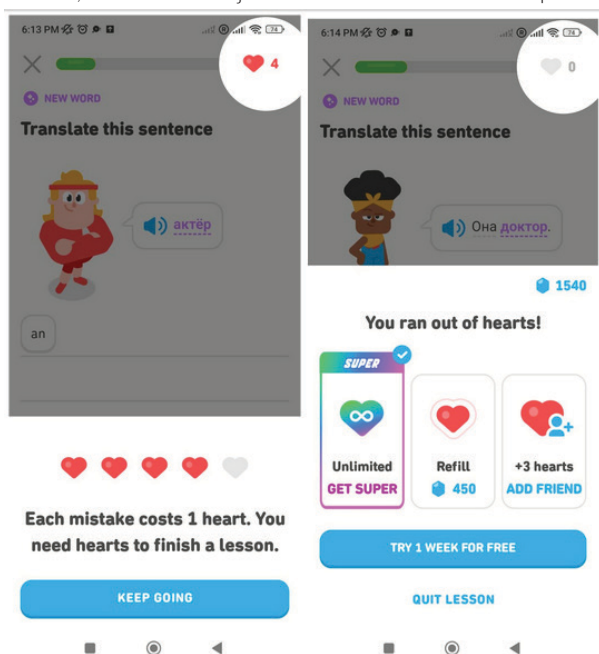 6:13 PM
74
4
NEW WORD
Translate this sentence
актёр
an
Each mistake costs 1 heart. You
need hearts to finish a lesson.
KEEP GOING
6:14 PM
74
0
NEW WORD
Translate this sentence
Она доктор.
1540
You ran out of hearts!
SUPER
Unlimited
GET SUPER
Refill
450
+3 hearts
ADD FRIEND
TRY 1 WEEK FOR FREE
QUIT LESSON